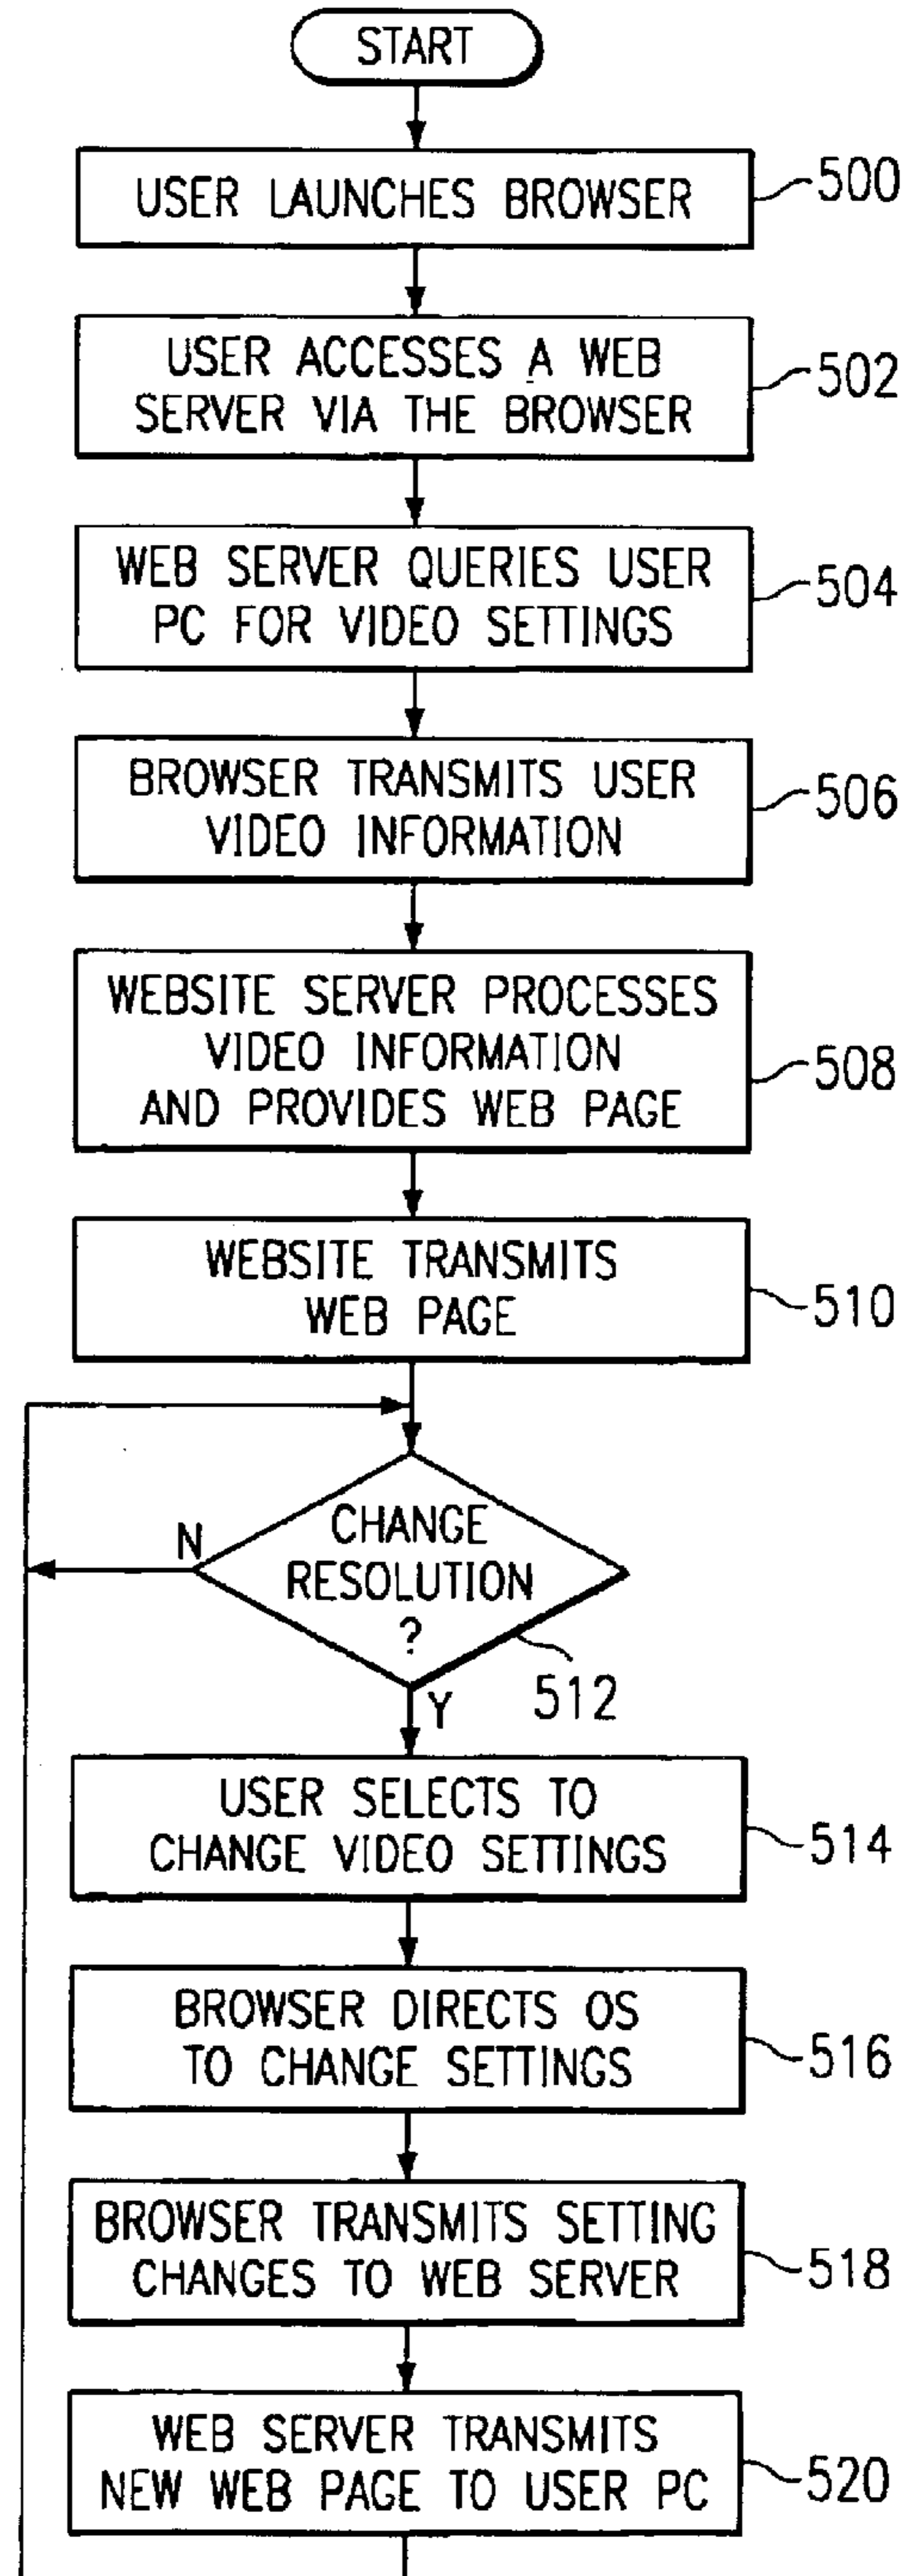 START
USER LAUNCHES BROWSER
500
USER ACCESSES A WEB
SERVER VIA THE BROWSER
502
WEB SERVER QUERIES USER
PC FOR VIDEO SETTINGS
504
BROWSER TRANSMITS USER
VIDEO INFORMATION
506
WEBSITE SERVER PROCESSES
VIDEO INFORMATION
AND PROVIDES WEB PAGE
508
WEBSITE TRANSMITS
WEB PAGE
510
CHANGE
RESOLUTION
?
N
Y
512
USER SELECTS TO
CHANGE VIDEO SETTINGS
514
BROWSER DIRECTS OS
TO CHANGE SETTINGS
516
BROWSER TRANSMITS SETTING
CHANGES TO WEB SERVER
518
WEB SERVER TRANSMITS
NEW WEB PAGE TO USER PC
520